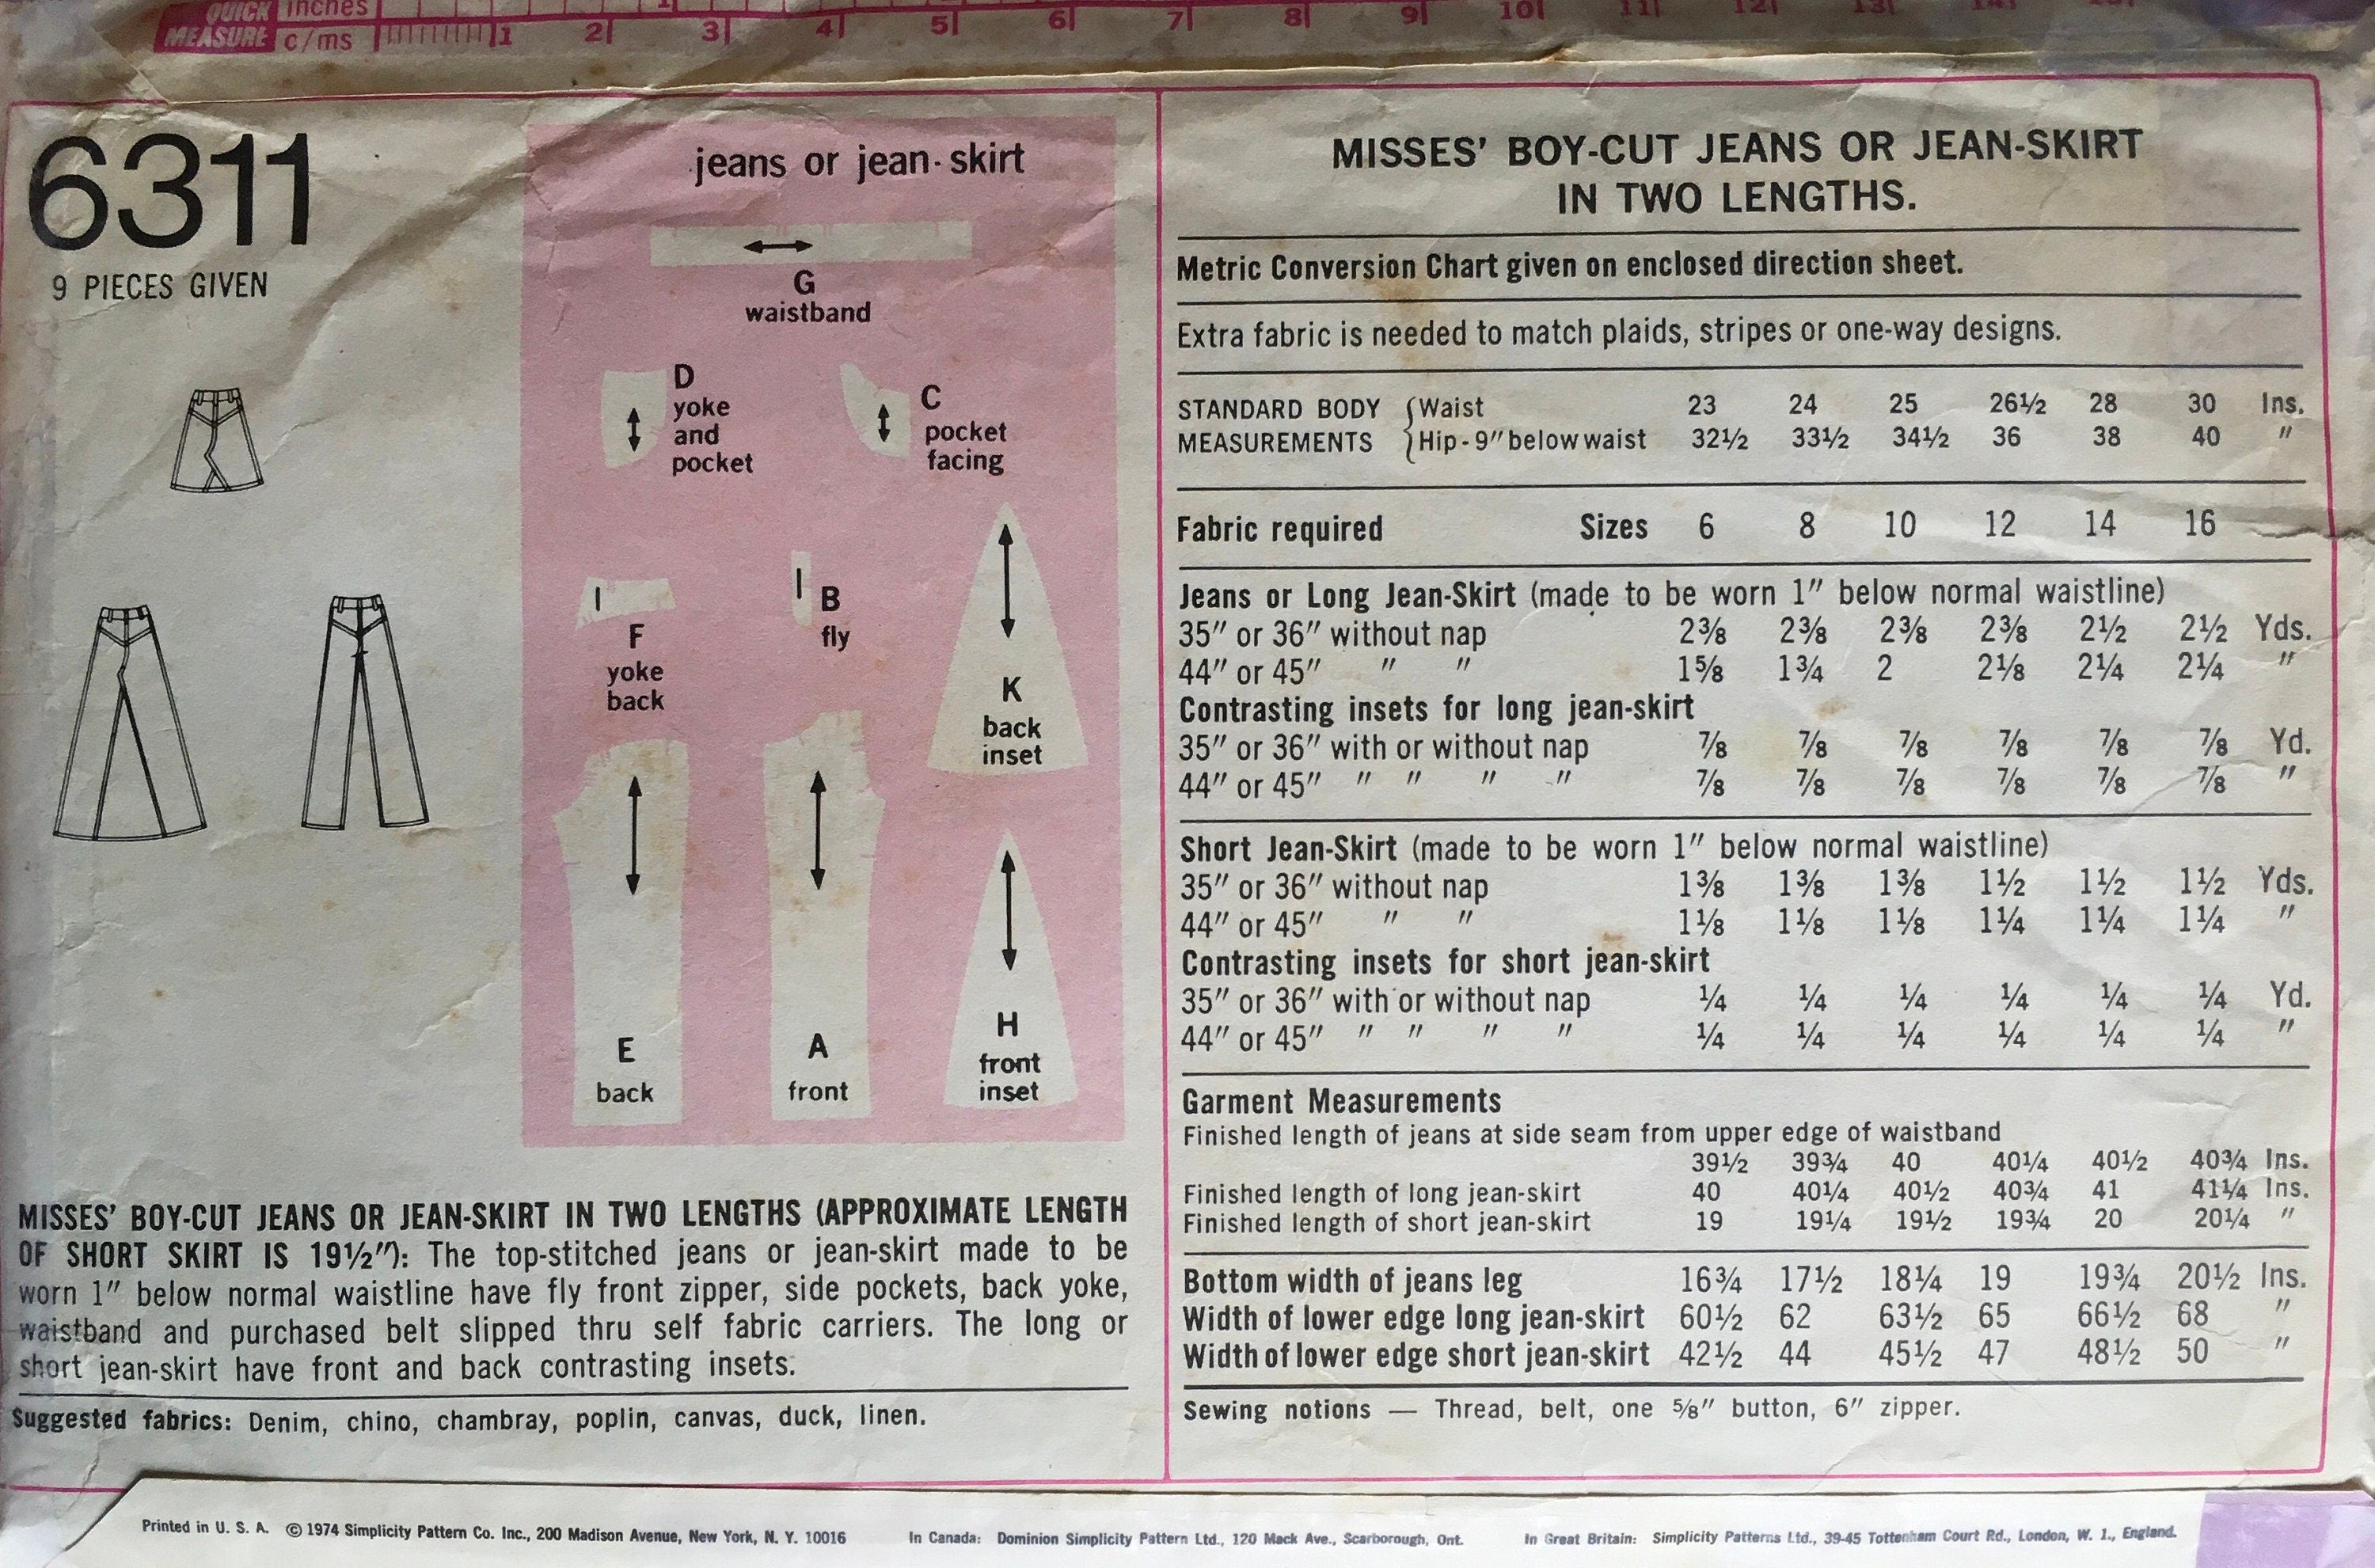 QUICK inches
MEASURE c/ms 1 2 3 4 5 6 7 8 9 10 11 12 13
6311
9 PIECES GIVEN
jeans or jean-skirt
G
waistband
D
yoke
and
pocket
C
pocket
facing
F
yoke
back
B
fly
K
back
inset
E
back
A
front
H
front
inset
MISSES' BOY-CUT JEANS OR JEAN-SKIRT IN TWO LENGTHS (APPROXIMATE LENGTH
OF SHORT SKIRT IS 19½"): The top-stitched jeans or jean-skirt made to be
worn 1" below normal waistline have fly front zipper, side pockets, back yoke,
waistband and purchased belt slipped thru self fabric carriers. The long or
short jean-skirt have front and back contrasting insets.
Suggested fabrics: Denim, chino, chambray, poplin, canvas, duck, linen.
MISSES' BOY-CUT JEANS OR JEAN-SKIRT
IN TWO LENGTHS.
Metric Conversion Chart given on enclosed direction sheet.
Extra fabric is needed to match plaids, stripes or one-way designs.
STANDARD BODY Waist 23 24 25 26½ 28 30 Ins.
MEASUREMENTS Hip-9" below waist 32½ 33½ 34½ 36 38 40 "
Fabric required Sizes 6 8 10 12 14 16
Jeans or Long Jean-Skirt (made to be worn 1" below normal waistline)
35" or 36" without nap 2⅜ 2⅜ 2⅜ 2⅜ 2½ 2½ Yds.
44" or 45" " " 1⅝ 1¾ 2 2⅛ 2¼ 2¼ "
Contrasting insets for long jean-skirt
35" or 36" with or without nap ⅞ ⅞ ⅞ ⅞ ⅞ ⅞ Yd.
44" or 45" " " " " ⅞ ⅞ ⅞ ⅞ ⅞ ⅞ "
Short Jean-Skirt (made to be worn 1" below normal waistline)
35" or 36" without nap 1⅜ 1⅜ 1⅜ 1½ 1½ 1½ Yds.
44" or 45" " " 1⅛ 1⅛ 1⅛ 1¼ 1¼ 1¼ "
Contrasting insets for short jean-skirt
35" or 36" with or without nap ¼ ¼ ¼ ¼ ¼ ¼ Yd.
44" or 45" " " " " ¼ ¼ ¼ ¼ ¼ ¼ "
Garment Measurements
Finished length of jeans at side seam from upper edge of waistband
39½ 39¾ 40 40¼ 40½ 40¾ Ins.
Finished length of long jean-skirt 40 40¼ 40½ 40¾ 41 41¼ Ins.
Finished length of short jean-skirt 19 19¼ 19½ 19¾ 20 20¼ "
Bottom width of jeans leg 16¾ 17½ 18¼ 19 19¾ 20½ Ins.
Width of lower edge long jean-skirt 60½ 62 63½ 65 66½ 68 "
Width of lower edge short jean-skirt 42½ 44 45½ 47 48½ 50 "
Sewing notions — Thread, belt, one ⅝" button, 6" zipper.
Printed in U. S. A. © 1974 Simplicity Pattern Co. Inc., 200 Madison Avenue, New York, N. Y. 10016 In Canada: Dominion Simplicity Pattern Ltd., 120 Mack Ave., Scarborough, Ont. In Great Britain: Simplicity Patterns Ltd., 39-45 Tottenham Court Rd., London, W. 1., England.